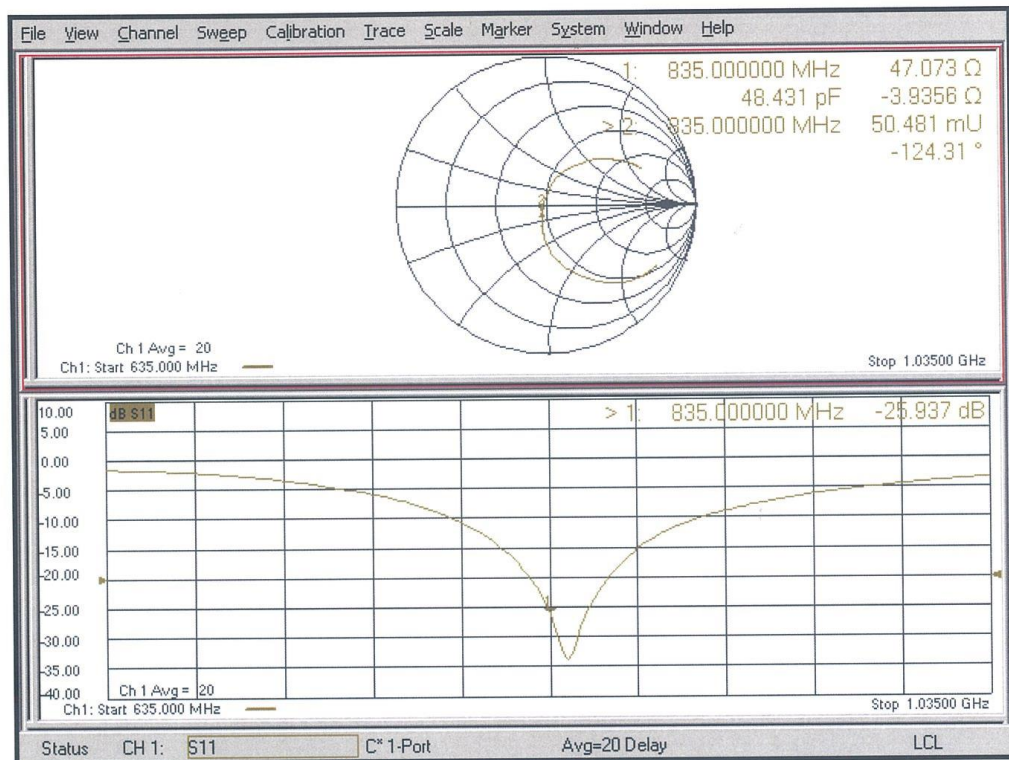 File View Channel Sweep Calibration Trace Scale Marker System Window Help
1: 835.000000 MHz 47.073 Ω
48.431 pF -3.9356 Ω
> 2: 835.000000 MHz 50.481 mU
-124.31 °
2
1
Ch 1 Avg = 20
Ch1: Start 635.000 MHz
Stop 1.03500 GHz
10.00
dB S11
> 1: 835.000000 MHz -25.937 dB
5.00
0.00
-5.00
-10.00
-15.00
-20.00
-25.00
1
-30.00
-35.00
-40.00
Ch 1 Avg = 20
Ch1: Start 635.000 MHz
Stop 1.03500 GHz
Status CH 1: S11 C* 1-Port Avg=20 Delay LCL